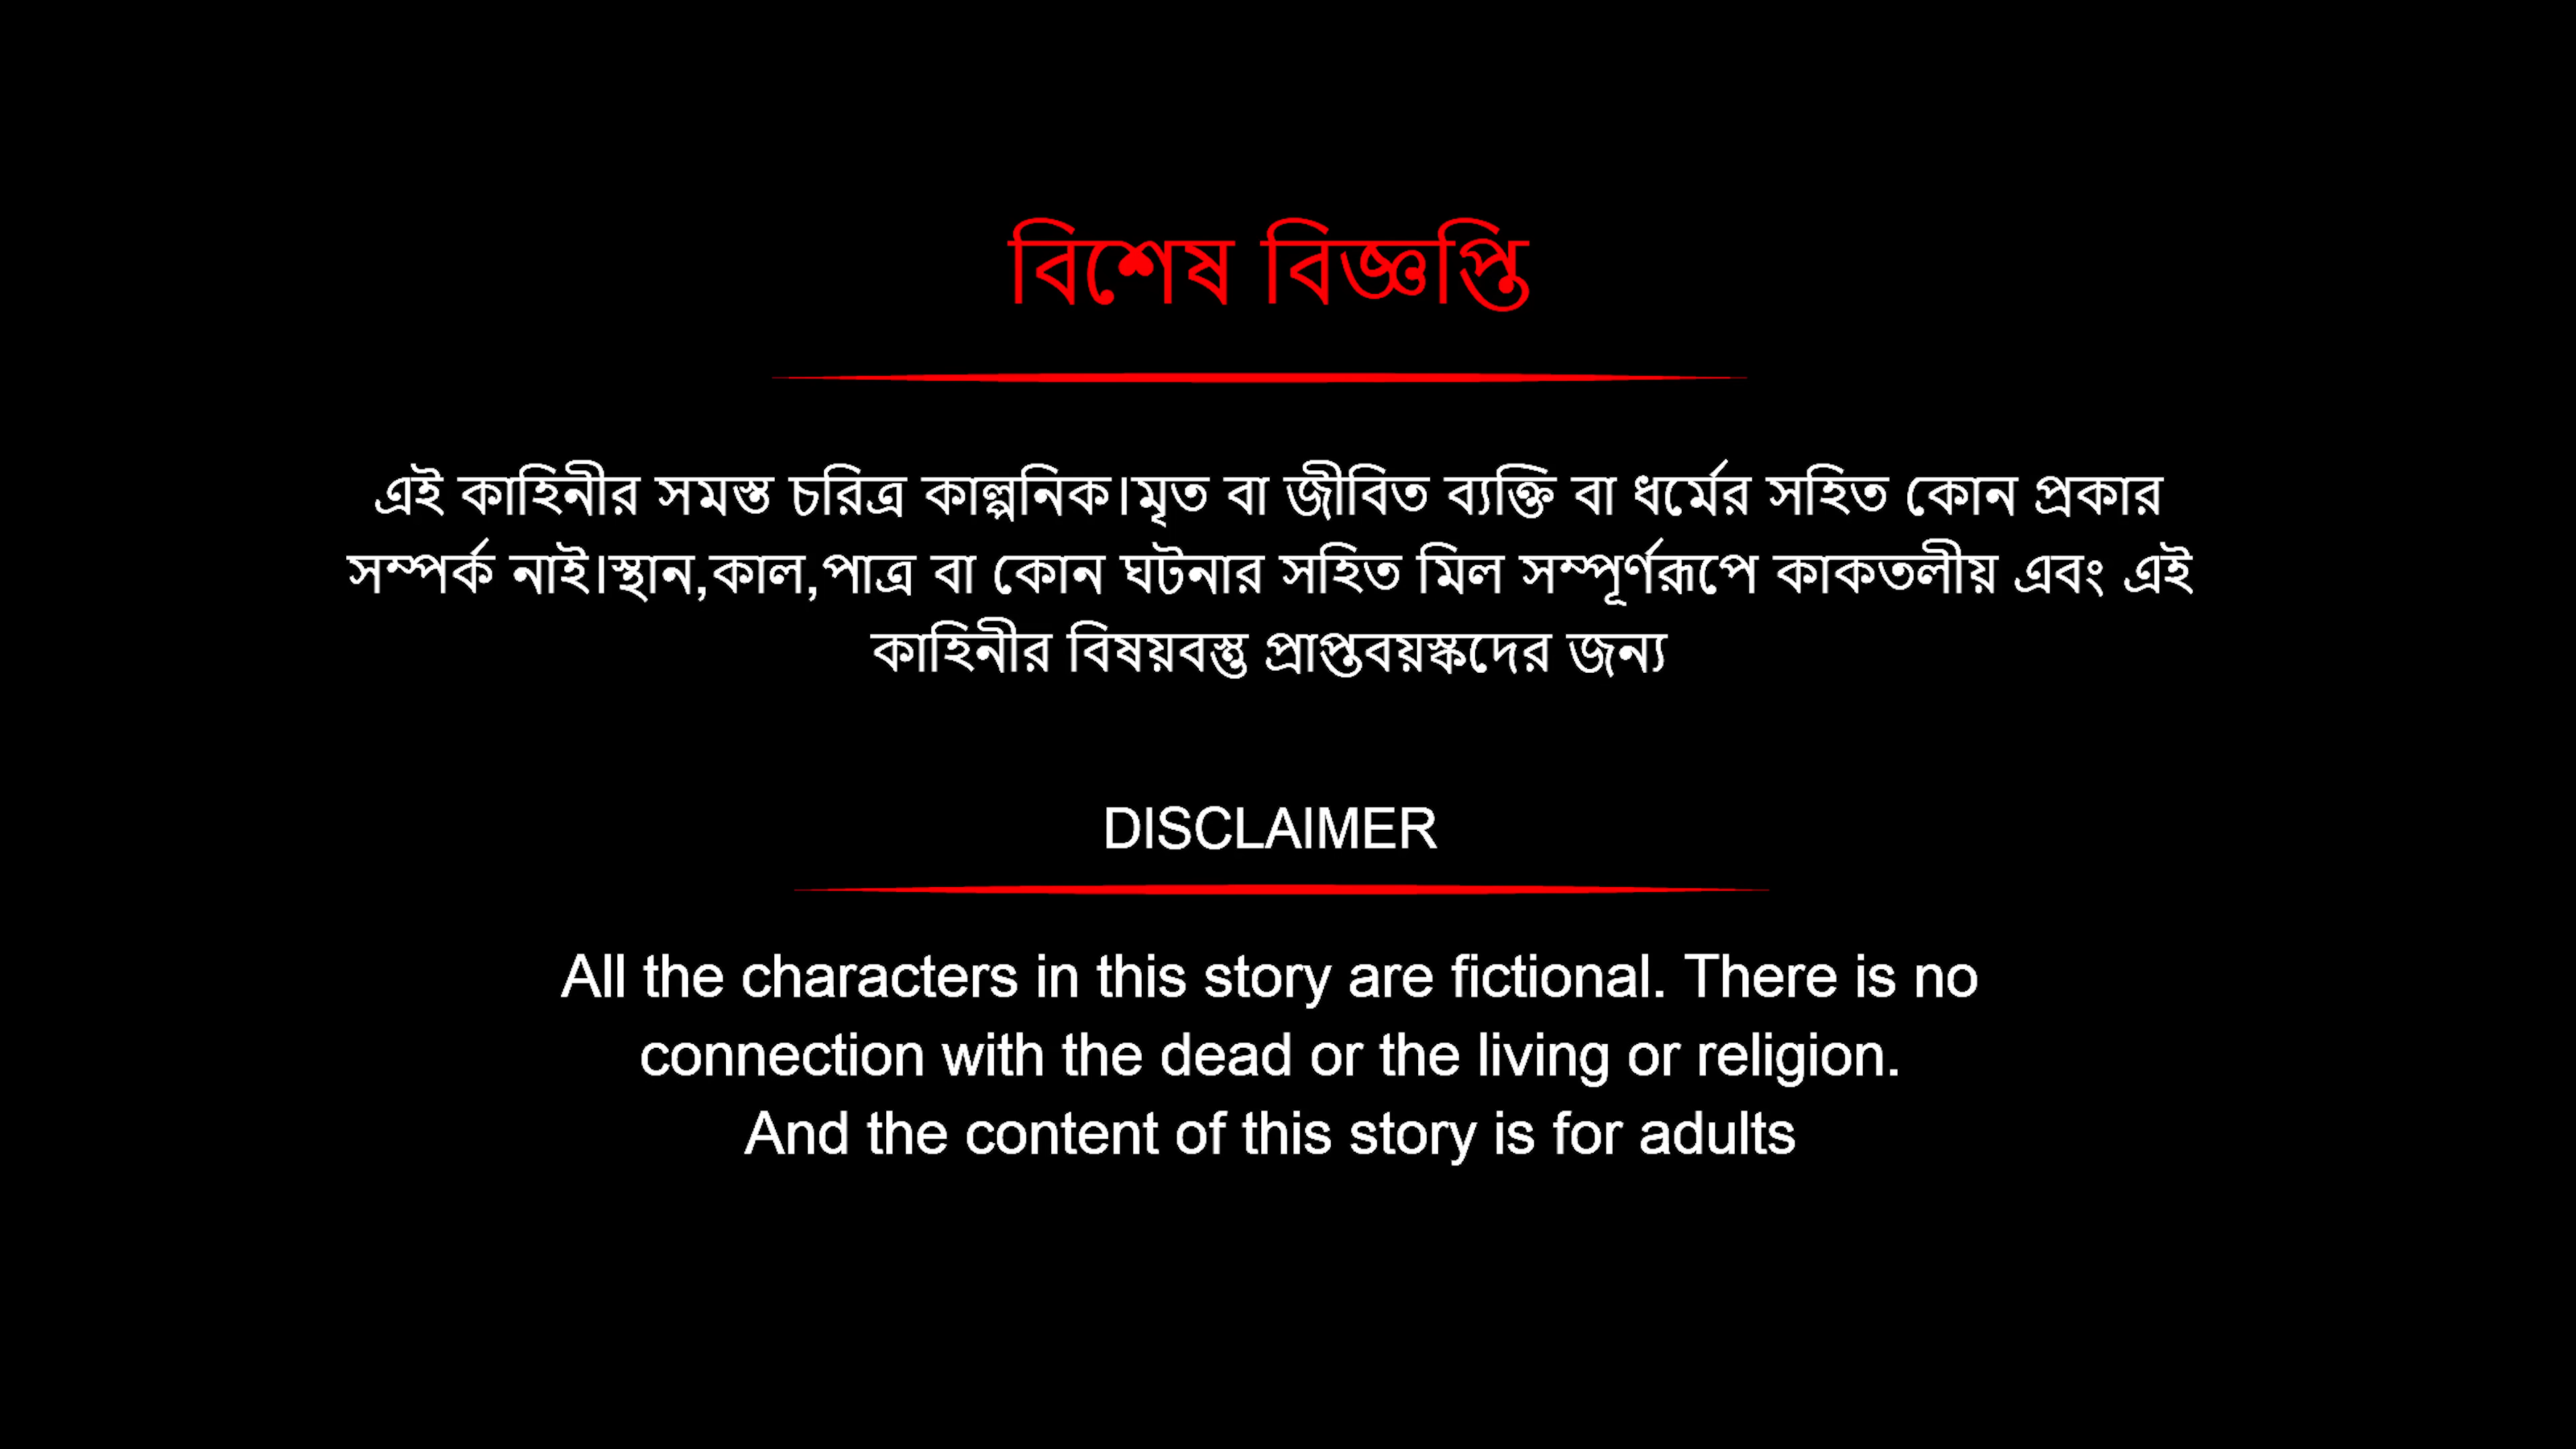 বিশেষ বিজ্ঞপ্তি
এই কাহিনীর সমস্ত চরিত্র কাল্পনিক।মৃত বা জীবিত ব্যক্তি বা ধর্মের সহিত কোন প্রকার
সম্পর্ক নাই।স্থান,কাল,পাত্র বা কোন ঘটনার সহিত মিল সম্পূর্ণরূপে কাকতলীয় এবং এই
কাহিনীর বিষয়বস্তু প্রাপ্তবয়স্কদের জন্য
DISCLAIMER
All the characters in this story are fictional. There is no
connection with the dead or the living or religion.
And the content of this story is for adults